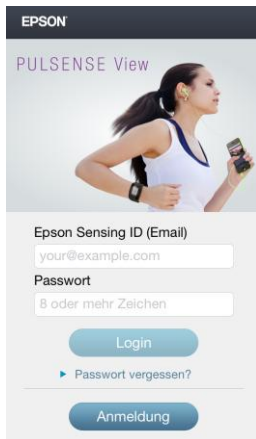 EPSON
PULSENSE View
Epson Sensing ID (Email)
your@example.com
Passwort
8 oder mehr Zeichen
Login
Passwort vergessen?
Anmeldung